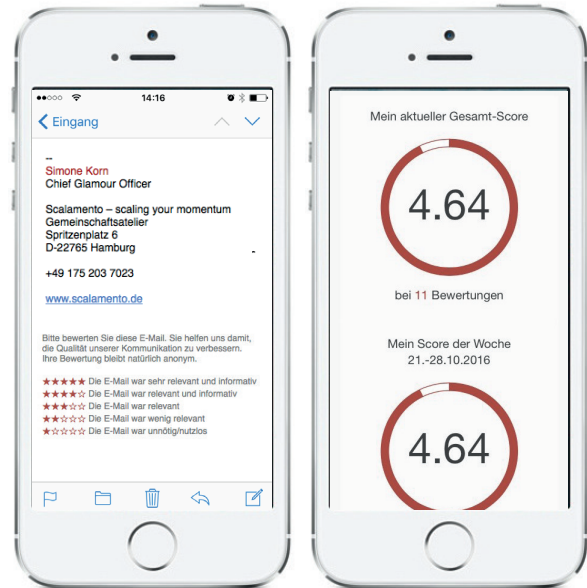 14:16
Eingang
--
Simone Korn
Chief Glamour Officer
Scalamento – scaling your momentum
Gemeinschaftsatelier
Spritzenplatz 6
D-22765 Hamburg
-
+49 175 203 7023
www.scalamento.de
Bitte bewerten Sie diese E-Mail. Sie helfen uns damit,
die Qualität unserer Kommunikation zu verbessern.
Ihre Bewertung bleibt natürlich anonym.
★★★★★ Die E-Mail war sehr relevant und informativ
★★★★☆ Die E-Mail war relevant und informativ
★★★☆☆ Die E-Mail war relevant
★★☆☆☆ Die E-Mail war wenig relevant
★☆☆☆☆ Die E-Mail war unnötig/nutzlos
Mein aktueller Gesamt-Score
4.64
bei 11 Bewertungen
Mein Score der Woche
21.-28.10.2016
4.64